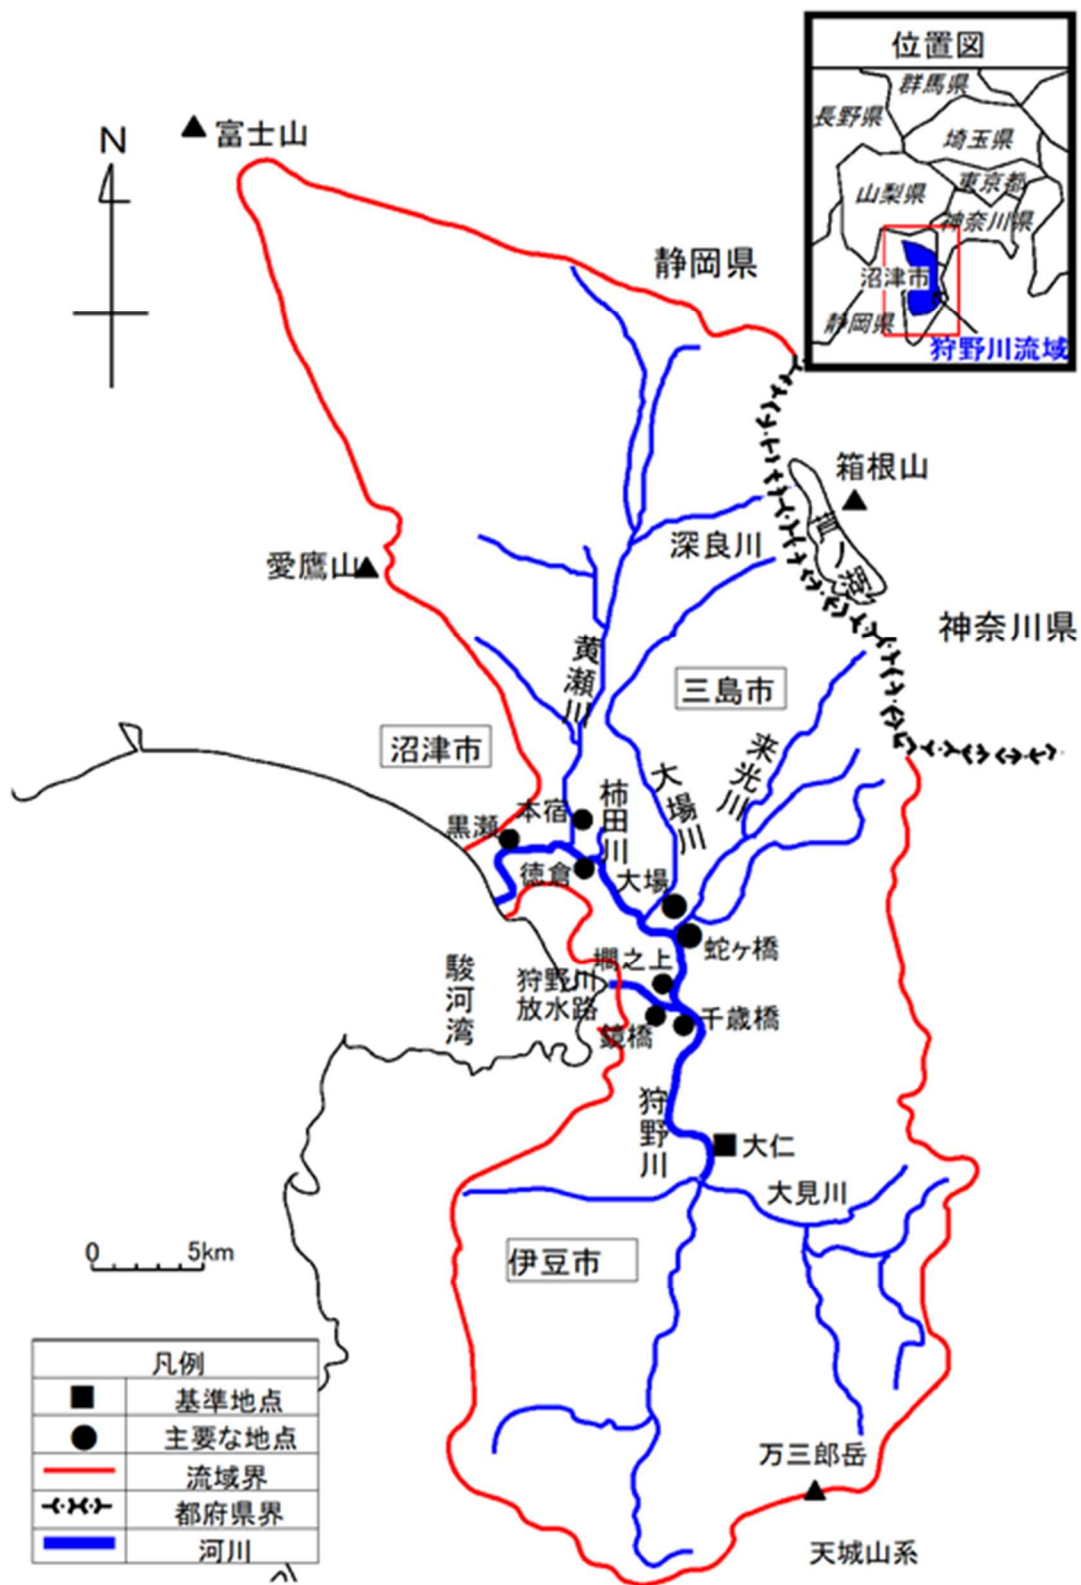 位置図
群馬県
長野県
埼玉県
山梨県
東京都
神奈川県
沼津市
静岡県
狩野川流域
N
富士山
静岡県
箱根山
芦ノ湖
深良川
愛鷹山
神奈川県
黄瀬川
三島市
沼津市
来光川
大場川
柿田川
本宿
黒瀬
徳倉
大場
蛇ヶ橋
墹之上
狩野川
放水路
駿河湾
千歳橋
鏡橋
狩野川
大仁
大見川
0 5km
伊豆市
凡例
基準地点
主要な地点
流域界
都府県界
河川
万三郎岳
天城山系